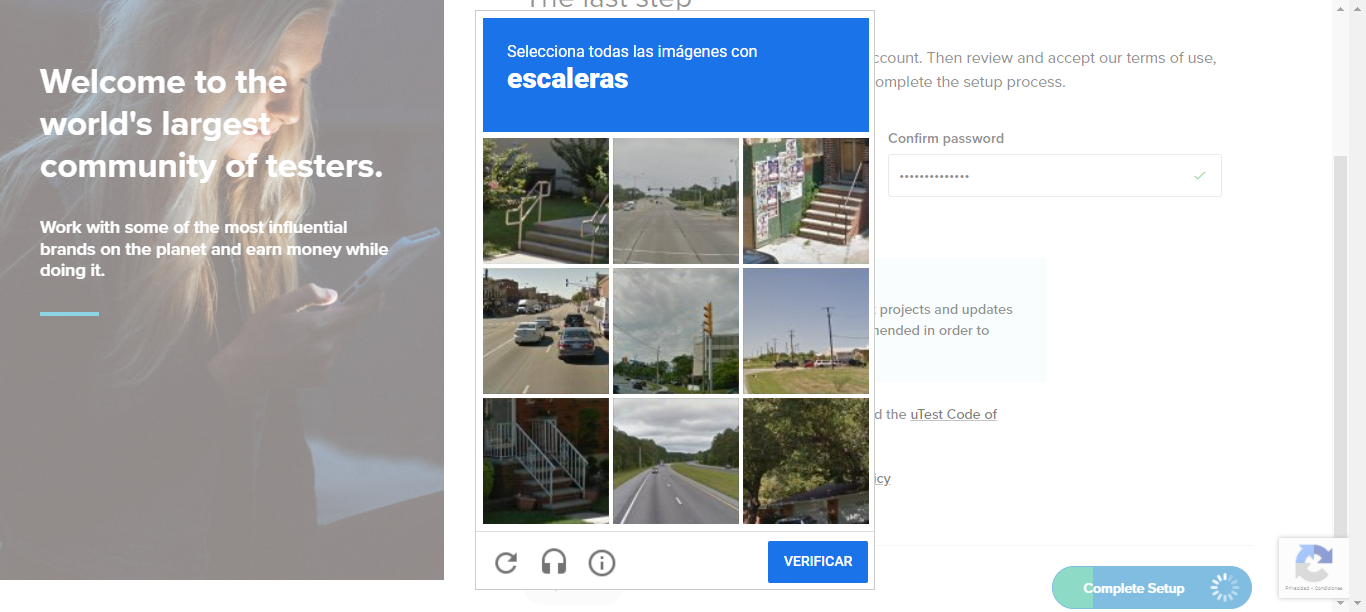 The last step
Welcome to the
world's largest
community of testers.
Work with some of the most influential
brands on the planet and earn money while
doing it.
Selecciona todas las imágenes con
escaleras
VERIFICAR
ccount. Then review and accept our terms of use,
omplete the setup process.
Confirm password
••••••••••••••
t projects and updates
nended in order to
d the uTest Code of
icy
Complete Setup
Privacidad - Condiciones